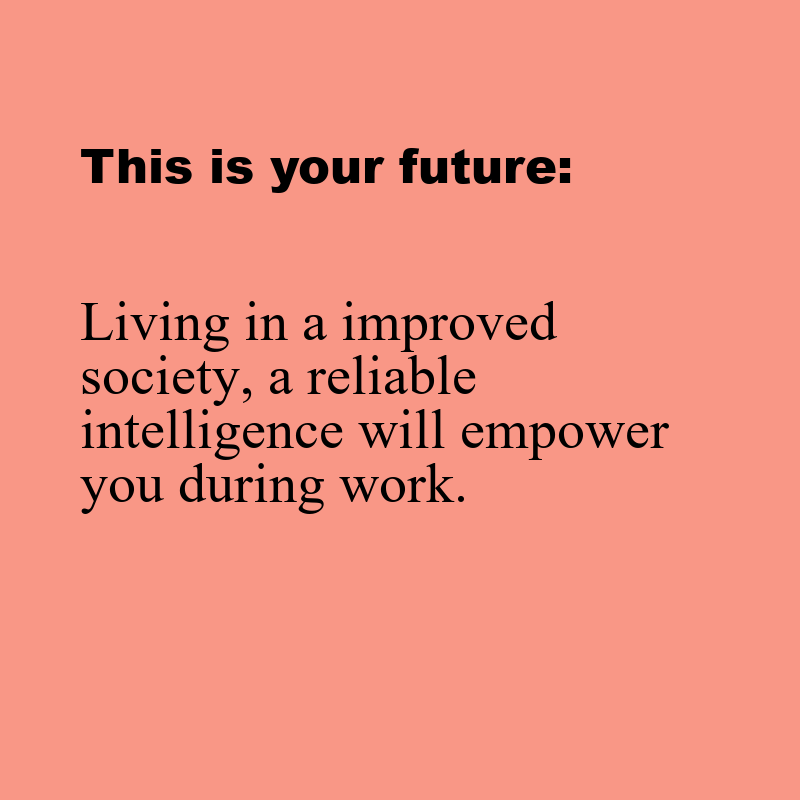 This is your future:
Living in a improved
society, a reliable
intelligence will empower
you during work.